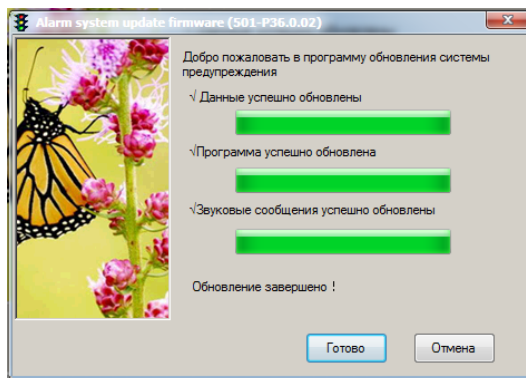 Alarm system update firmware (S01-P36.0.02)
Добро пожаловать в программу обновления системы
предупреждения
√ Данные успешно обновлены
√Программа успешно обновлена
√Звуковые сообщения успешно обновлены
Обновление завершено !
Готово
Отмена